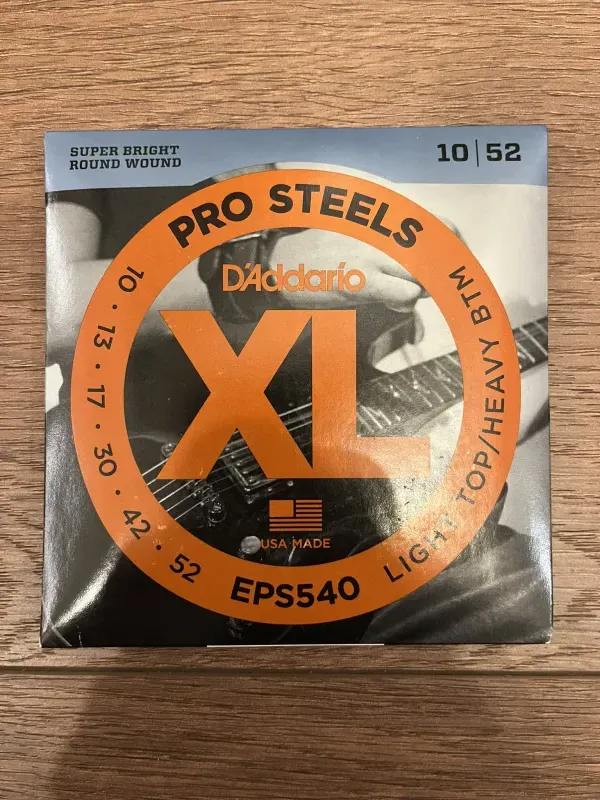 SUPER BRIGHT
ROUND WOUND
10 | 52
PRO STEELS
D'Addario
XL
10 • 13 • 17 • 30 • 42 • 52
USA MADE
EPS540
LIGHT TOP/HEAVY BTM